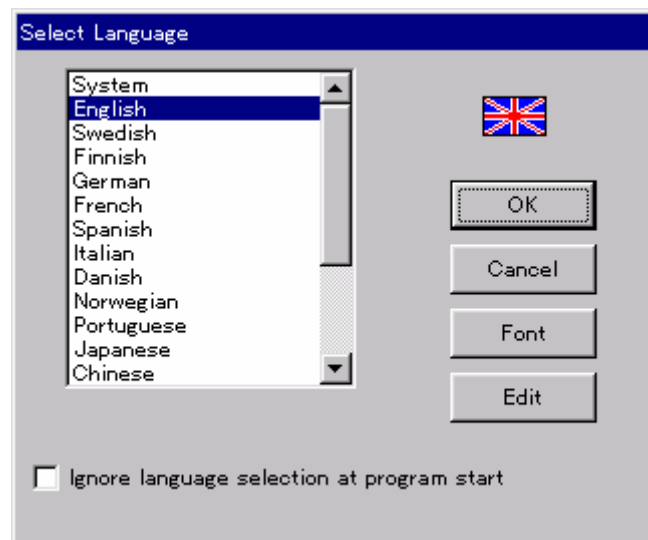 Select Language
System
English
Swedish
Finnish
German
French
Spanish
Italian
Danish
Norwegian
Portuguese
Japanese
Chinese
OK
Cancel
Font
Edit
Ignore language selection at program start